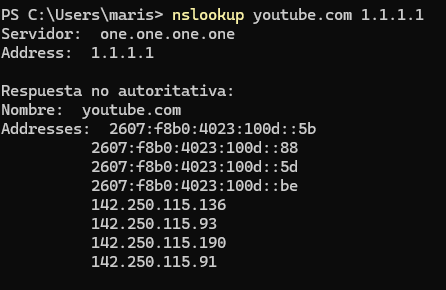 PS C:\Users\maris> nslookup youtube.com 1.1.1.1
Servidor:  one.one.one.one
Address:  1.1.1.1

Respuesta no autoritativa:
Nombre:  youtube.com
Addresses:  2607:f8b0:4023:100d::5b
          2607:f8b0:4023:100d::88
          2607:f8b0:4023:100d::5d
          2607:f8b0:4023:100d::be
          142.250.115.136
          142.250.115.93
          142.250.115.190
          142.250.115.91